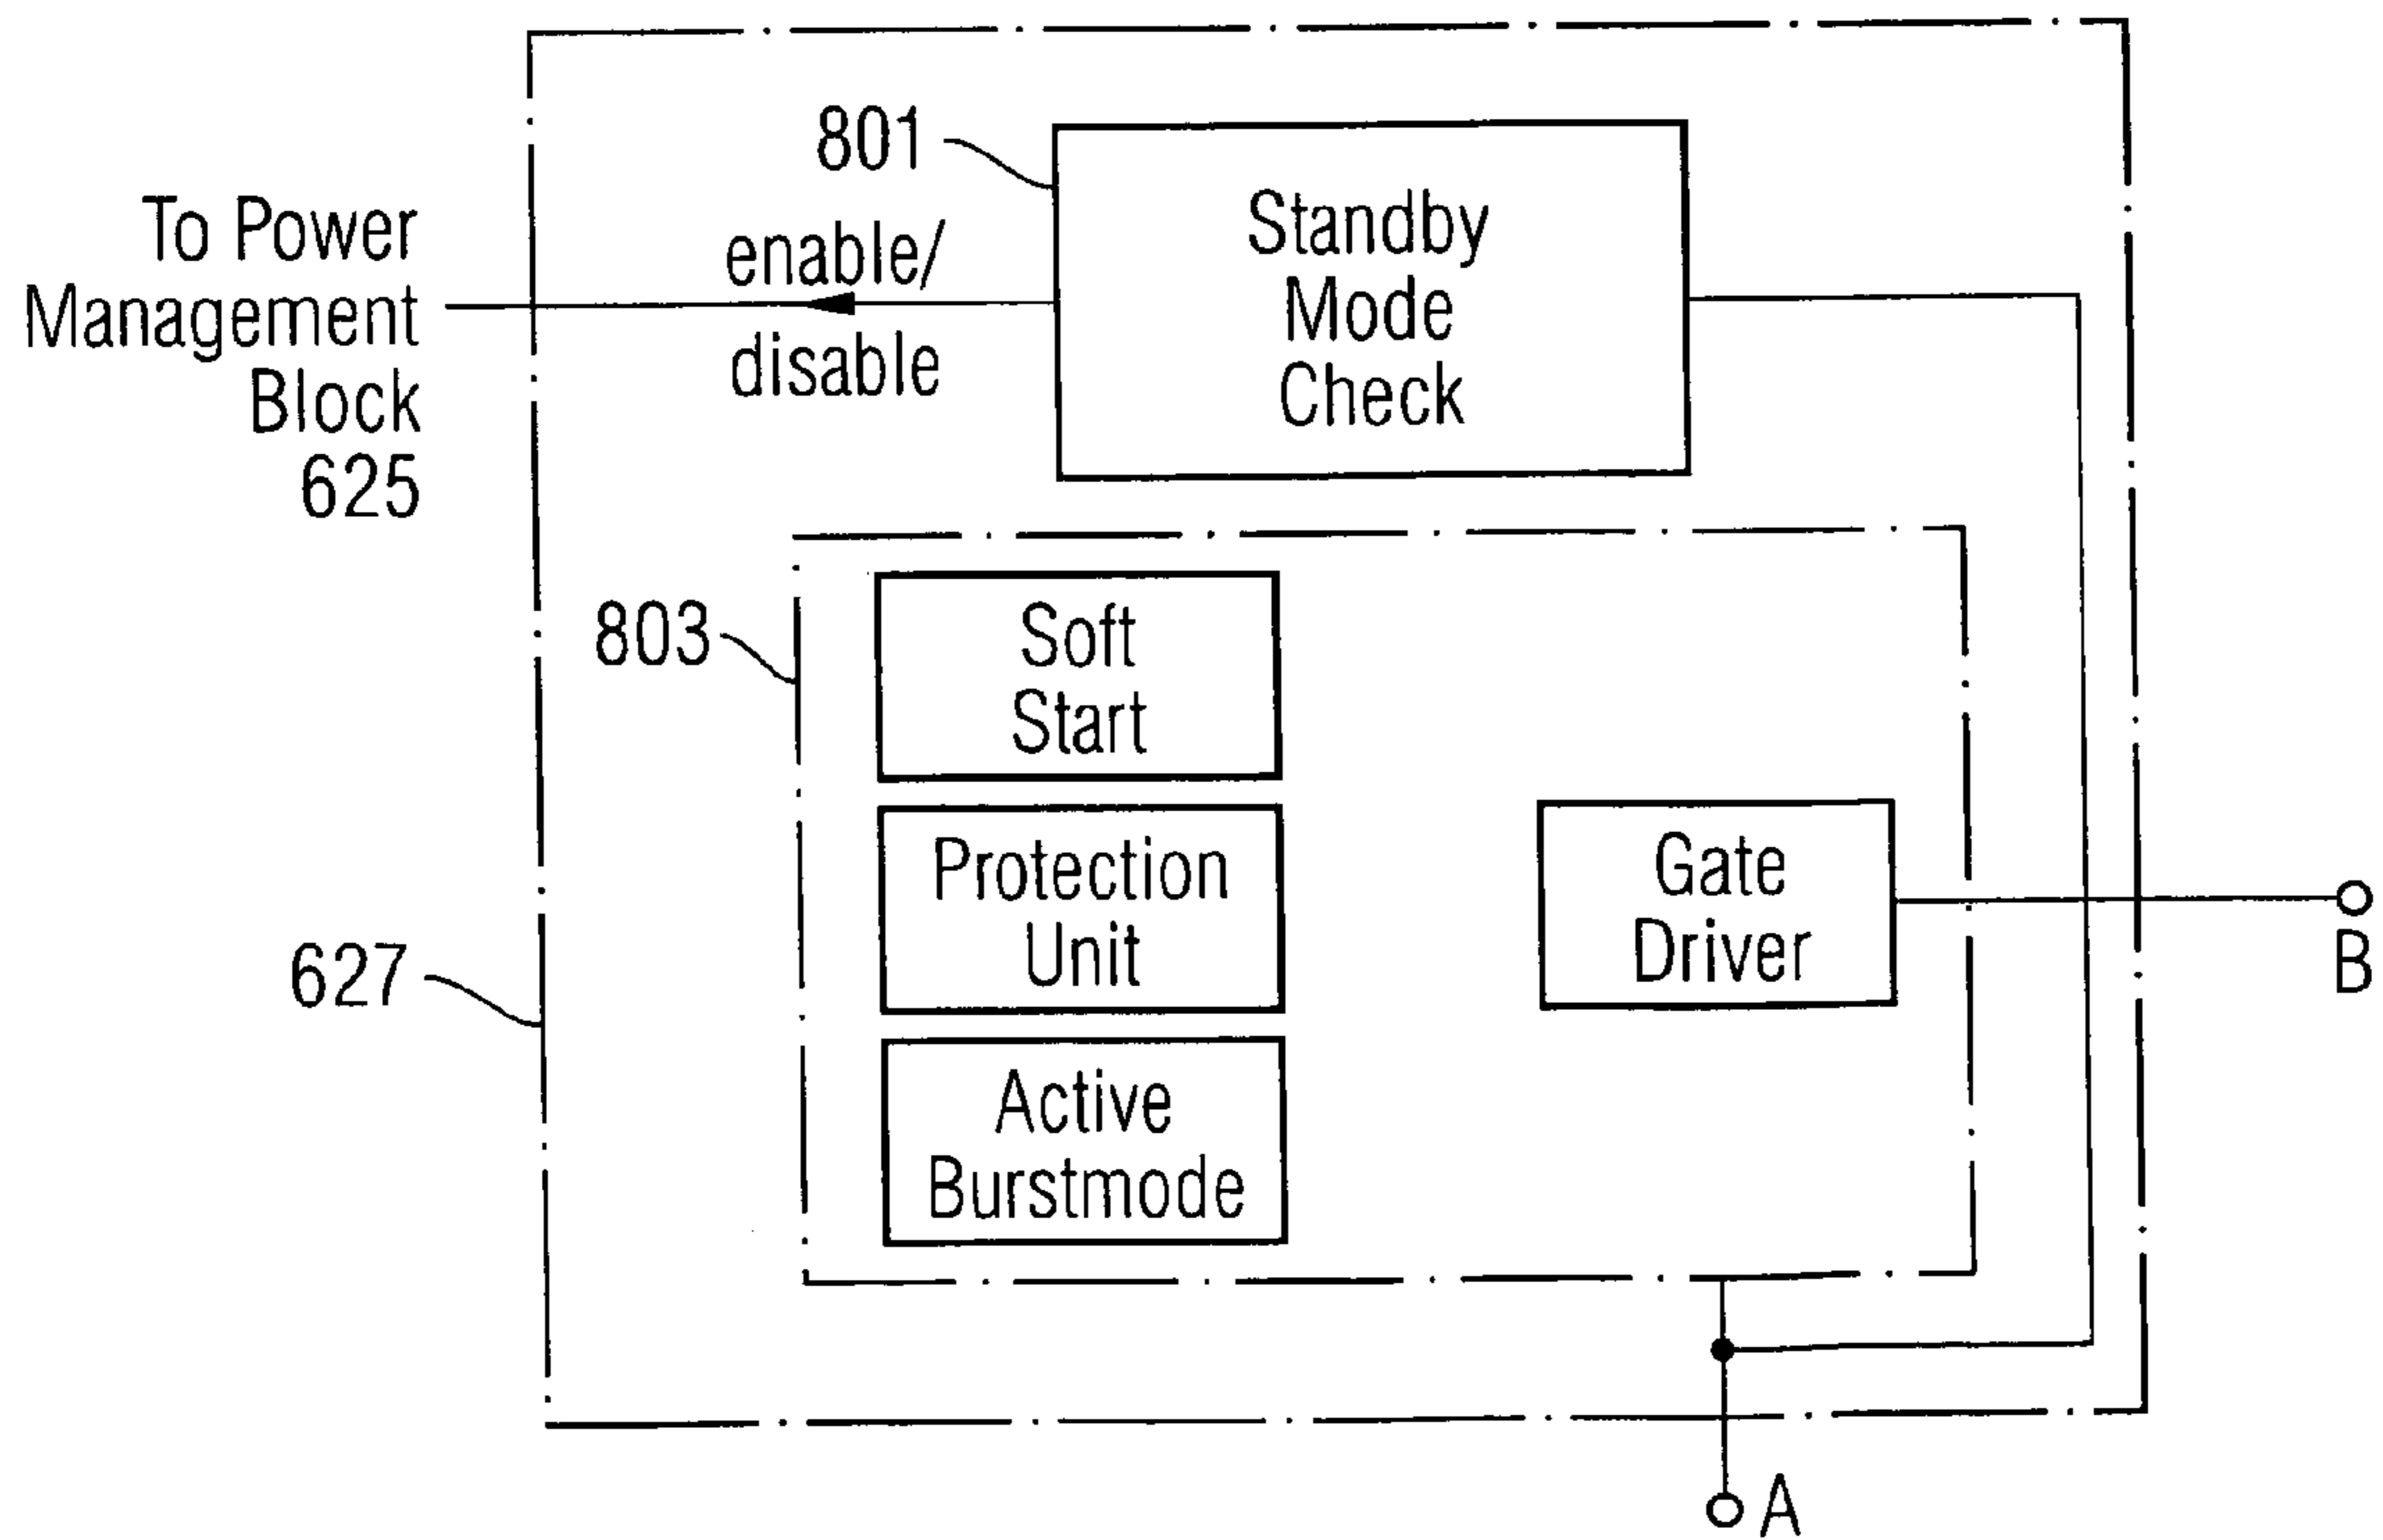 801
To Power
Management
Block
625
enable/
disable
Standby
Mode
Check
803
Soft
Start
Protection
Unit
Active
Burstmode
Gate
Driver
627
B
A